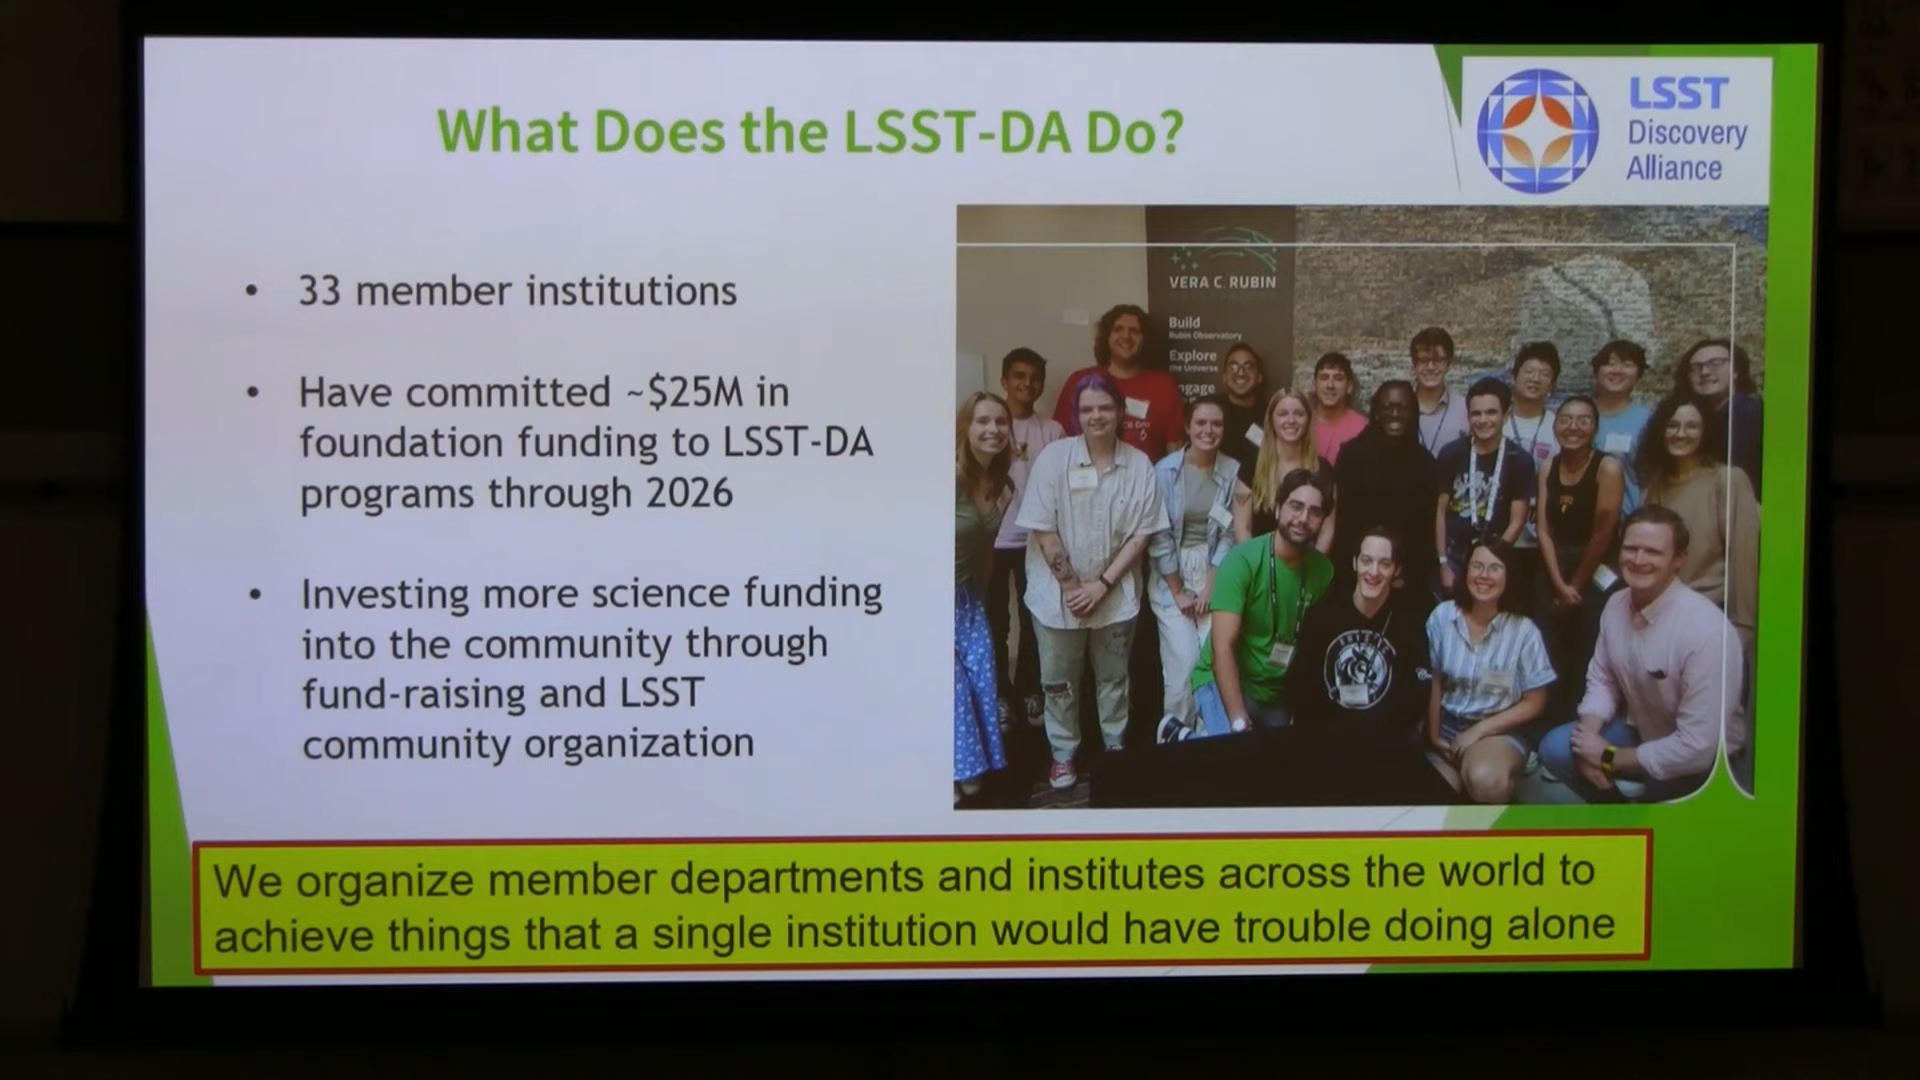 What Does the LSST-DA Do?
LSST
Discovery
Alliance
• 33 member institutions
• Have committed ~$25M in
foundation funding to LSST-DA
programs through 2026
• Investing more science funding
into the community through
fund-raising and LSST
community organization
VERA C. RUBIN
Build
Rubin Observatory
Explore
the Universe
ngage
We organize member departments and institutes across the world to
achieve things that a single institution would have trouble doing alone